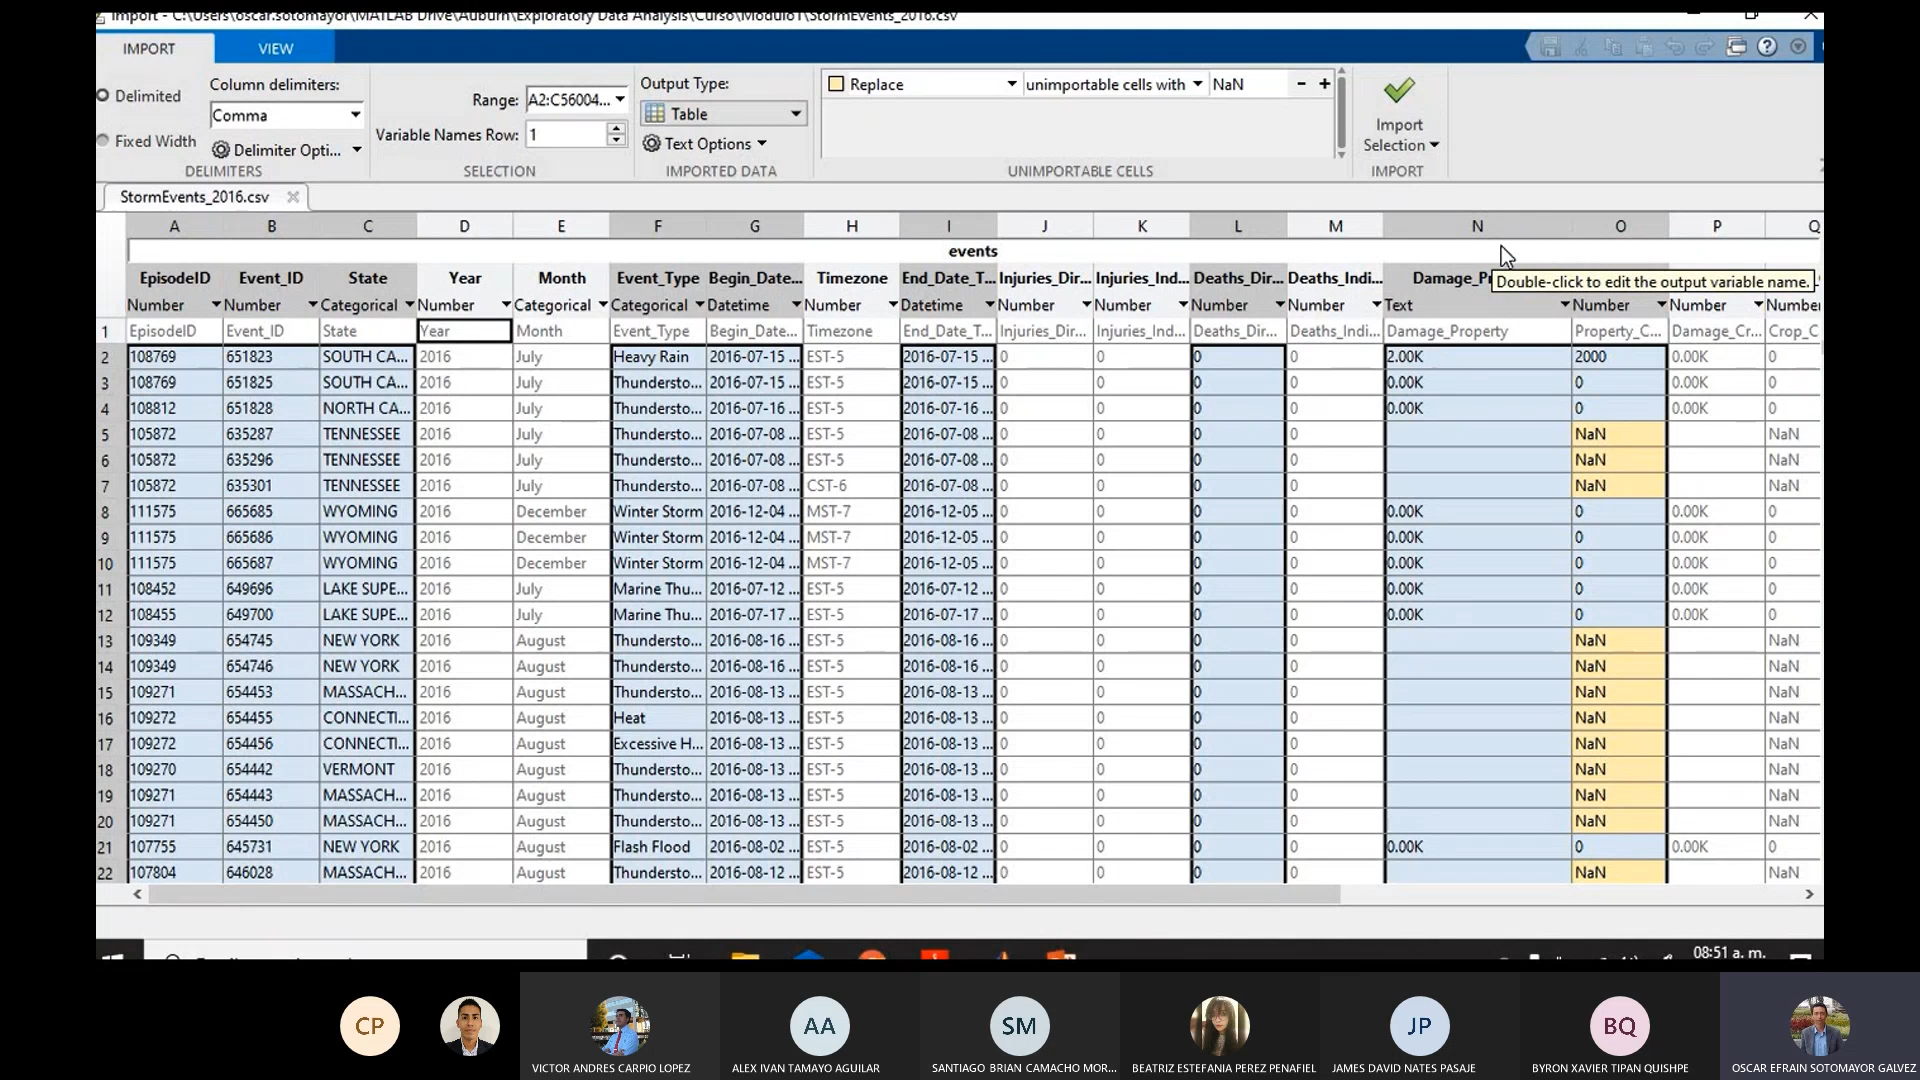 Import - C:\Users\oscar.sotomayor\MATLAB Drive\Auburn\Exploratory Data Analysis\Curso\Modulo1\StormEvents_2016.csv
IMPORT VIEW
Delimited
Fixed Width
Column delimiters:
Comma
Delimiter Opti...
DELIMITERS
Range: A2:C56004...
Variable Names Row: 1
SELECTION
Output Type:
Table
Text Options
IMPORTED DATA
Replace unimportable cells with NaN
UNIMPORTABLE CELLS
Import
Selection
IMPORT
StormEvents_2016.csv
A B C D E F G H I J K L M N O P Q
events
EpisodeID Event_ID State Year Month Event_Type Begin_Date... Timezone End_Date_T... Injuries_Dir... Injuries_Ind... Deaths_Dir... Deaths_Indi... Damage_P
Double-click to edit the output variable name.
Number Number Categorical Number Categorical Categorical Datetime Number Datetime Number Number Number Number Text Number Number Number
1 EpisodeID Event_ID State Year Month Event_Type Begin_Date... Timezone End_Date_T... Injuries_Dir... Injuries_Ind... Deaths_Dir... Deaths_Indi... Damage_Property Property_C... Damage_Cr... Crop_C
2 108769 651823 SOUTH CA... 2016 July Heavy Rain 2016-07-15 ... EST-5 2016-07-15 ... 0 0 0 0 2.00K 2000 0.00K 0
3 108769 651825 SOUTH CA... 2016 July Thundersto... 2016-07-15 ... EST-5 2016-07-15 ... 0 0 0 0 0.00K 0 0.00K 0
4 108812 651828 NORTH CA... 2016 July Thundersto... 2016-07-16 ... EST-5 2016-07-16 ... 0 0 0 0 0.00K 0 0.00K 0
5 105872 635287 TENNESSEE 2016 July Thundersto... 2016-07-08 ... EST-5 2016-07-08 ... 0 0 0 0 NaN NaN
6 105872 635296 TENNESSEE 2016 July Thundersto... 2016-07-08 ... EST-5 2016-07-08 ... 0 0 0 0 NaN NaN
7 105872 635301 TENNESSEE 2016 July Thundersto... 2016-07-08 ... CST-6 2016-07-08 ... 0 0 0 0 NaN NaN
8 111575 665685 WYOMING 2016 December Winter Storm 2016-12-04 ... MST-7 2016-12-05 ... 0 0 0 0 0.00K 0 0.00K 0
9 111575 665686 WYOMING 2016 December Winter Storm 2016-12-04 ... MST-7 2016-12-05 ... 0 0 0 0 0.00K 0 0.00K 0
10 111575 665687 WYOMING 2016 December Winter Storm 2016-12-04 ... MST-7 2016-12-05 ... 0 0 0 0 0.00K 0 0.00K 0
11 108452 649696 LAKE SUPE... 2016 July Marine Thu... 2016-07-12 ... EST-5 2016-07-12 ... 0 0 0 0 0.00K 0 0.00K 0
12 108455 649700 LAKE SUPE... 2016 July Marine Thu... 2016-07-17 ... EST-5 2016-07-17 ... 0 0 0 0 0.00K 0 0.00K 0
13 109349 654745 NEW YORK 2016 August Thundersto... 2016-08-16 ... EST-5 2016-08-16 ... 0 0 0 0 NaN NaN
14 109349 654746 NEW YORK 2016 August Thundersto... 2016-08-16 ... EST-5 2016-08-16 ... 0 0 0 0 NaN NaN
15 109271 654453 MASSACH... 2016 August Thundersto... 2016-08-13 ... EST-5 2016-08-13 ... 0 0 0 0 NaN NaN
16 109272 654455 CONNECTI... 2016 August Heat 2016-08-13 ... EST-5 2016-08-13 ... 0 0 0 0 NaN NaN
17 109272 654456 CONNECTI... 2016 August Excessive H... 2016-08-13 ... EST-5 2016-08-13 ... 0 0 0 0 NaN NaN
18 109270 654442 VERMONT 2016 August Thundersto... 2016-08-13 ... EST-5 2016-08-13 ... 0 0 0 0 NaN NaN
19 109271 654443 MASSACH... 2016 August Thundersto... 2016-08-13 ... EST-5 2016-08-13 ... 0 0 0 0 NaN NaN
20 109271 654450 MASSACH... 2016 August Thundersto... 2016-08-13 ... EST-5 2016-08-13 ... 0 0 0 0 NaN NaN
21 107755 645731 NEW YORK 2016 August Flash Flood 2016-08-02 ... EST-5 2016-08-02 ... 0 0 0 0 0.00K 0 0.00K 0
22 107804 646028 MASSACH... 2016 August Thundersto... 2016-08-12 ... EST-5 2016-08-12 ... 0 0 0 0 NaN NaN
08:51 a. m.
CP AA SM JP BQ
VICTOR ANDRES CARPIO LOPEZ
ALEX IVAN TAMAYO AGUILAR
SANTIAGO BRIAN CAMACHO MOR...
BEATRIZ ESTEFANIA PEREZ PENAFIEL
JAMES DAVID NATES PASAJE
BYRON XAVIER TIPAN QUISHPE
OSCAR EFRAIN SOTOMAYOR GALVEZ